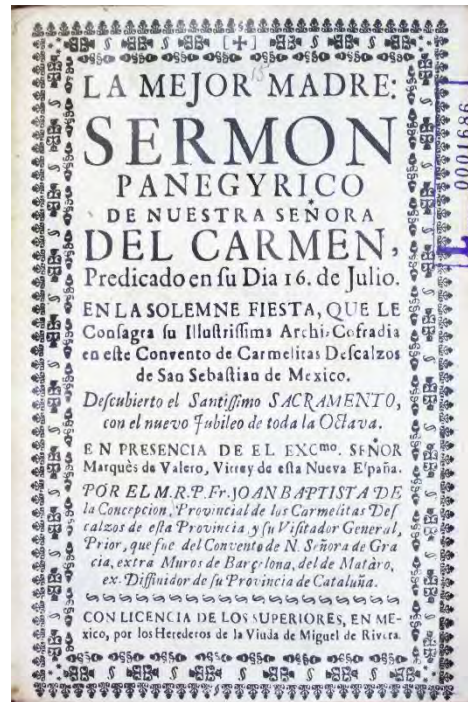 [+]
15
LA MEJOR MADRE:
SERMON
PANEGYRICO
DE NUESTRA SEÑORA
DEL CARMEN,
Predicado en ſu Dia 16. de Julio.
EN LA SOLEMNE FIESTA, QUE LE
Conſagra ſu Illuſtriſſima Archi-Cofradia
en eſte Convento de Carmelitas Deſcalzos
de San Sebaſtian de Mexico.
Deſcubierto el Santiſſimo SACRAMENTO,
con el nuevo Jubileo de toda la Octava.
EN PRESENCIA DE EL EXCmo. SEÑOR
Marquès de Valero, Virrey de eſta Nueva Eſpaña.
POR EL M.R.P.Fr. JOAN BAPTISTA DE
la Concepcion, Provincial de los Carmelitas Deſ
calzos de eſta Provincia y ſu Viſitador General,
Prior, que fue del Convento de N. Señora de Gra
cia, extra Muros de Barcelona, del de Matàro,
ex-Diffinidor de ſu Provincia de Cataluña.
CON LICENCIA DE LOS SUPERIORES, EN ME-
xico, por los Herederos de la Viuda de Miguel de Rivera.
00001986